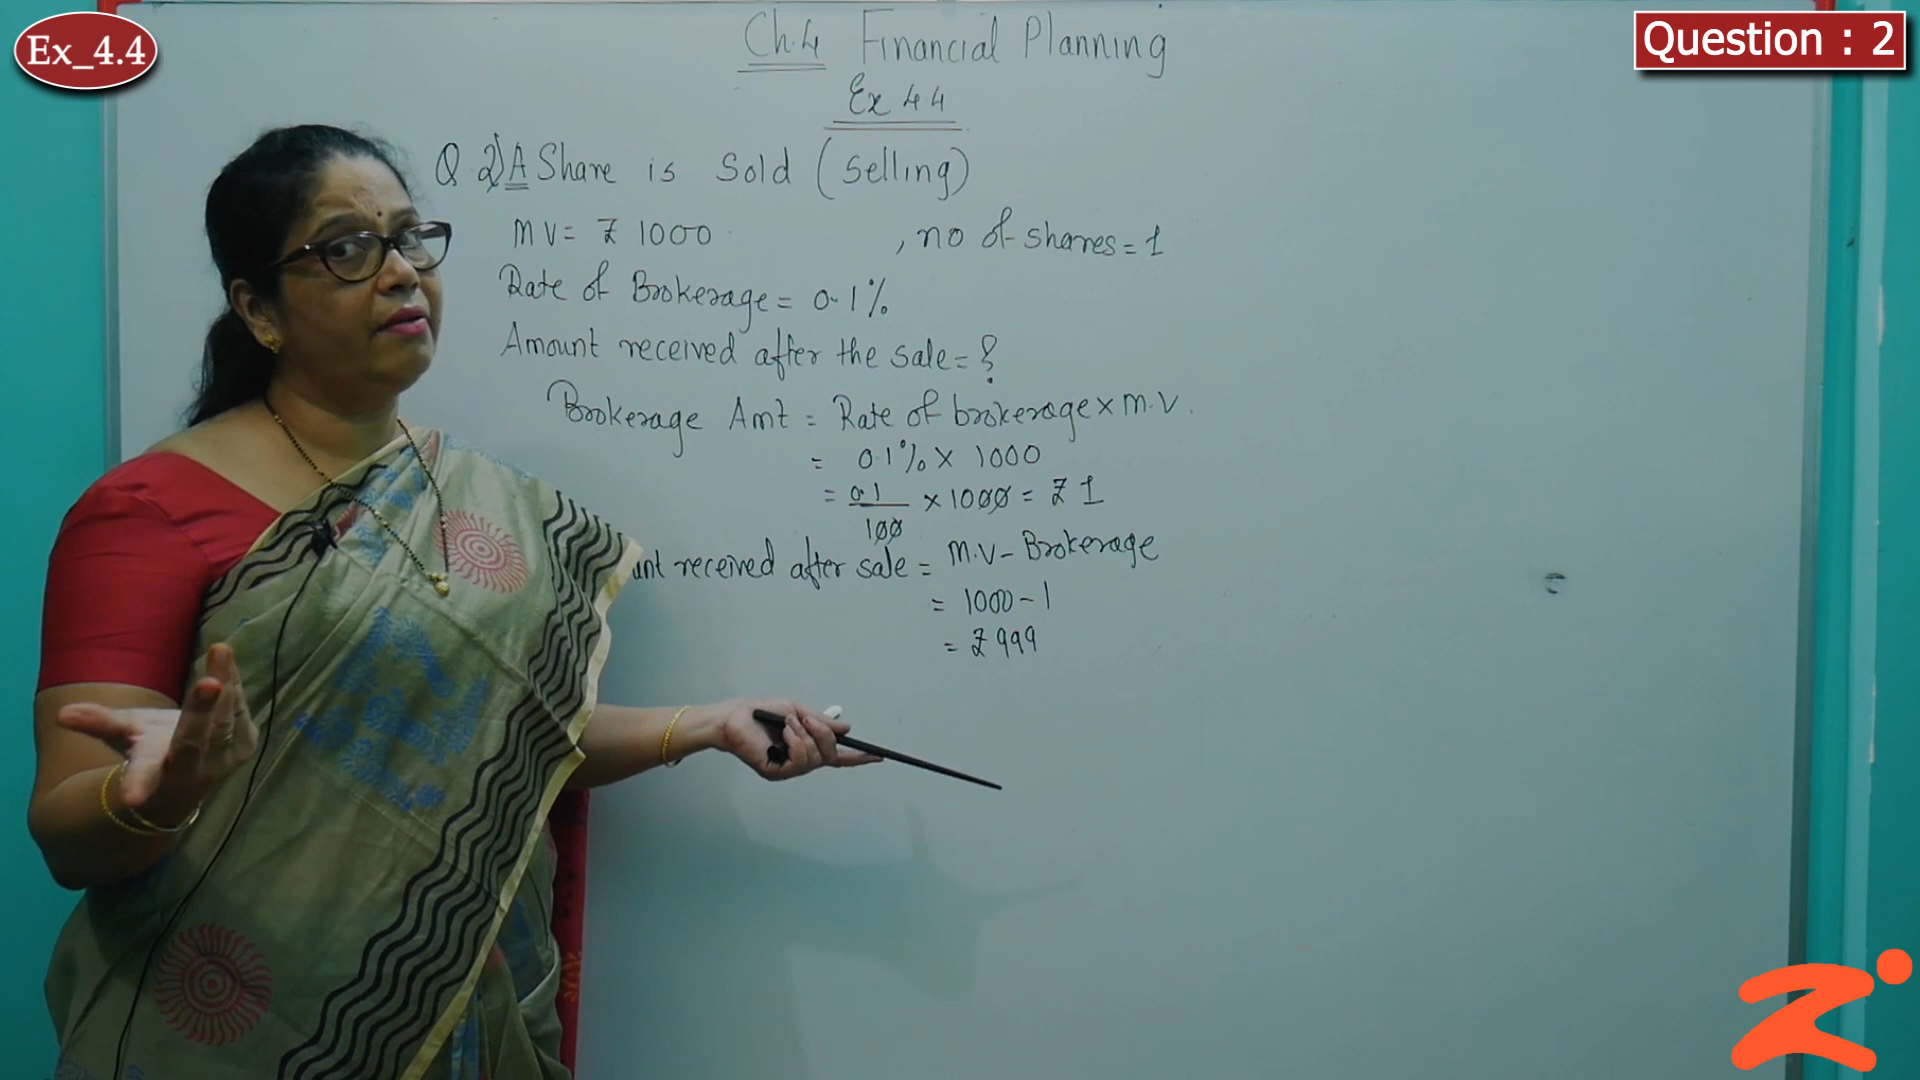 Ex_4.4
Question : 2
Ch.4 Financial Planning
Ex 4.4
Q 2) A Share is Sold (Selling)
MV = ₹ 1000 , no of shares = 1
Rate of Brokerage = 0.1%
Amount received after the sale = ?
Brokerage Amt = Rate of brokerage × M.V.
= 0.1% × 1000
= 0.1/100 × 1000 = ₹ 1
received after sale = M.V - Brokerage
= 1000 - 1
= ₹ 999